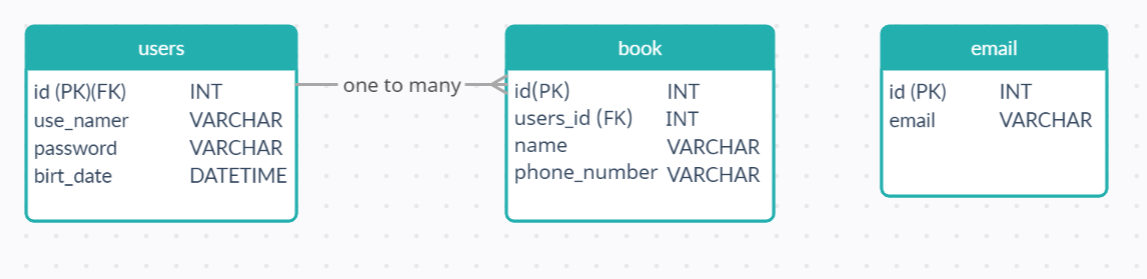 users
id (PK)(FK) INT
use_namer VARCHAR
password VARCHAR
birt_date DATETIME
one to many
book
id(PK) INT
users_id (FK) INT
name VARCHAR
phone_number VARCHAR
email
id (PK) INT
email VARCHAR